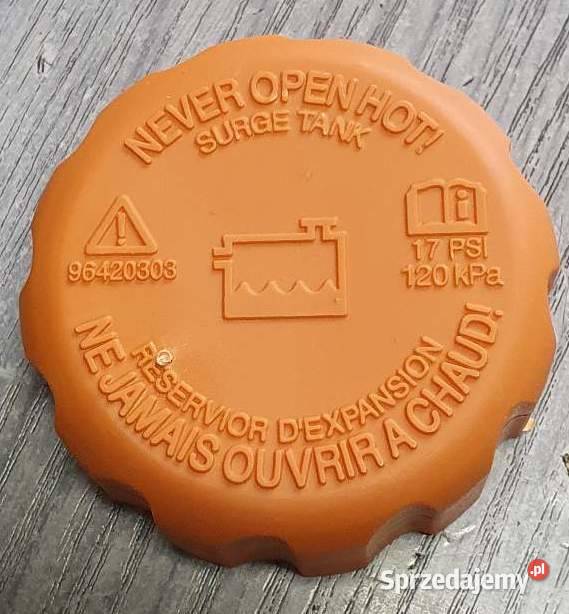 NEVER OPEN HOT!
SURGE TANK
96420303
17 PSI
120 kPa
RESERVIOR D'EXPANSION
NE JAMAIS OUVRIR A CHAUD!
Sprzedajemy.pl